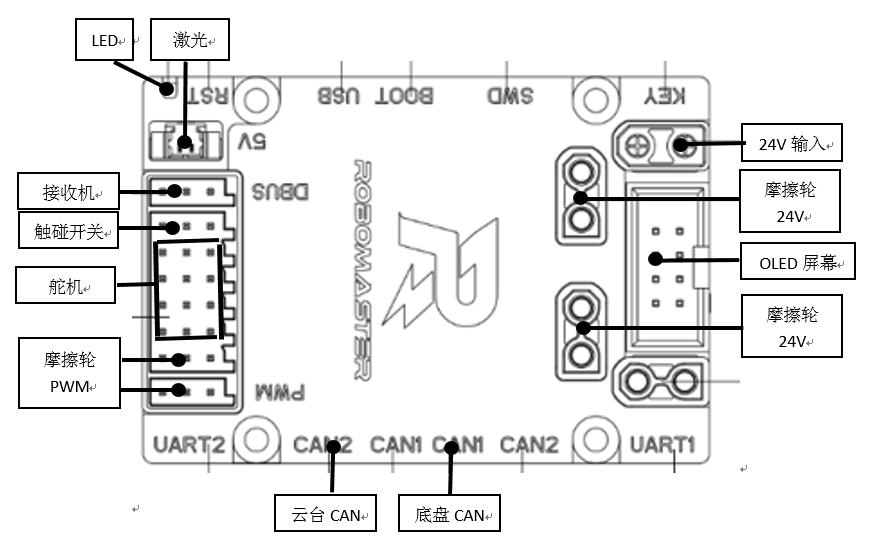 LED
激光
RST
USB
BOOT
SWD
KEY
5V
24V 输入
接收机
DBUS
摩擦轮
24V
触碰开关
ROBOMASTER
OLED 屏幕
舵机
摩擦轮
24V
摩擦轮
PWM
PWM
UART2
CAN2
CAN1
CAN1
CAN2
UART1
云台 CAN
底盘 CAN